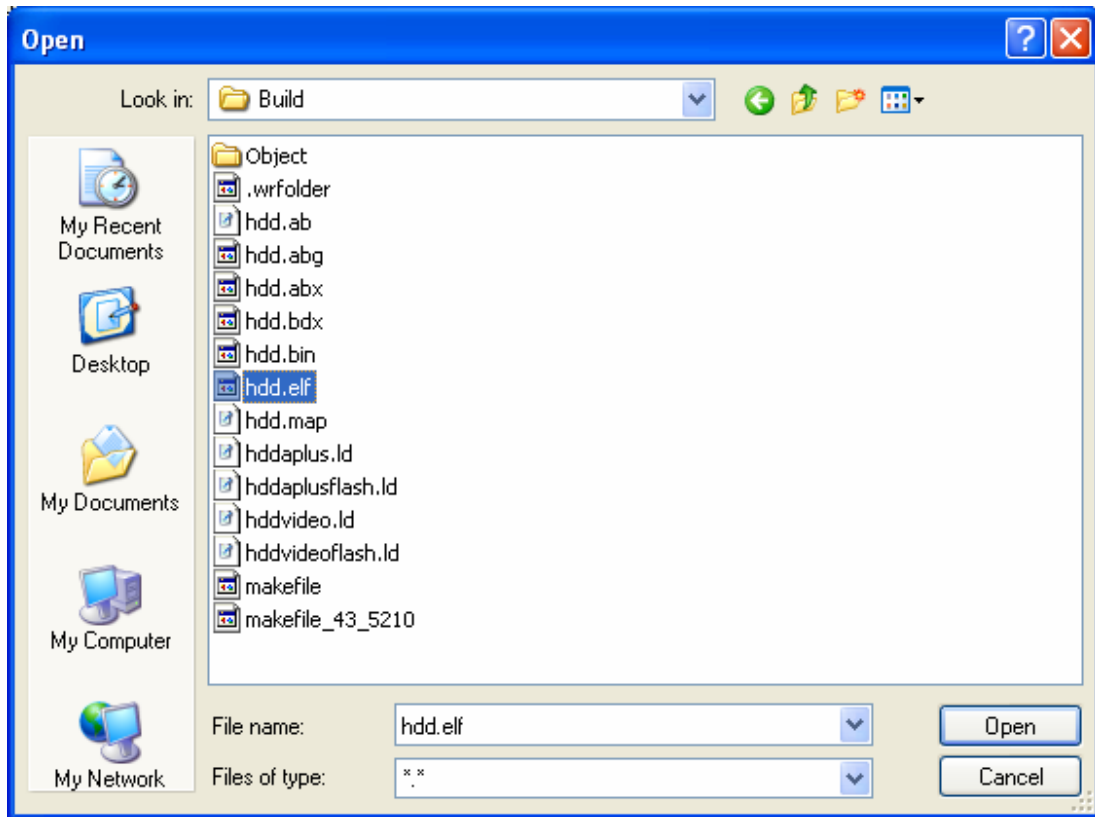 Open
Look in:
Build
My Recent
Documents
Desktop
My Documents
My Computer
My Network
Object
.wrfolder
hdd.ab
hdd.abg
hdd.abx
hdd.bdx
hdd.bin
hdd.elf
hdd.map
hddaplus.ld
hddaplusflash.ld
hddvideo.ld
hddvideoflash.ld
makefile
makefile_43_5210
File name:
hdd.elf
Open
Files of type:
*.*
Cancel